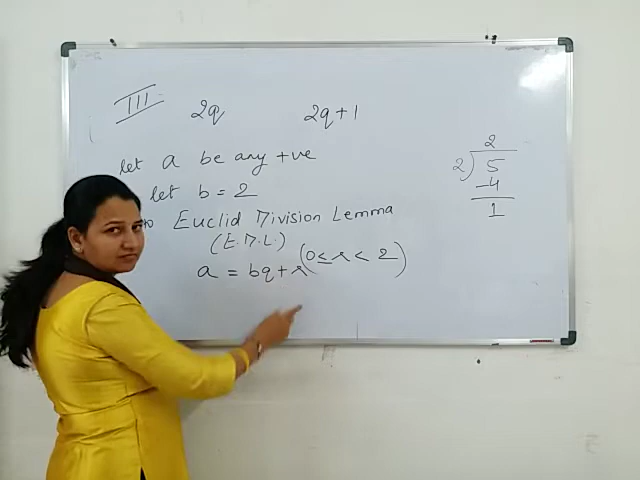 III 2q 2q+1
let a be any +ve
let b = 2
to Euclid Division Lemma
(E.D.L.)
a = bq+r (0≤r<2)
2
2)5
-4
1